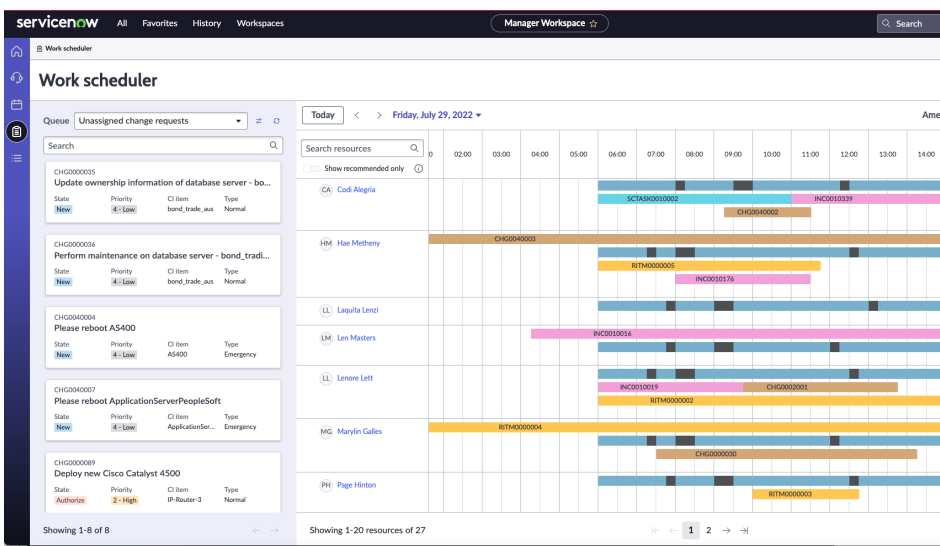 servicenow All Favorites History Workspaces Manager Workspace ☆ Search
Work scheduler
Work scheduler
Queue Unassigned change requests
Search
CHG0000035
Update ownership information of database server - bo...
State Priority CI item Type
New 4 - Low bond_trade_aus Normal
CHG0000036
Perform maintenance on database server - bond_tradi...
State Priority CI item Type
New 4 - Low bond_trade_aus Normal
CHG0040004
Please reboot AS400
State Priority CI item Type
New 4 - Low AS400 Emergency
CHG0040007
Please reboot ApplicationServerPeopleSoft
State Priority CI item Type
New 4 - Low ApplicationSer... Emergency
CHG0000089
Deploy new Cisco Catalyst 4500
State Priority CI item Type
Authorize 2 - High IP-Router-3 Normal
Showing 1-8 of 8
Today Friday, July 29, 2022 Ame
Search resources
Show recommended only
0 02:00 03:00 04:00 05:00 06:00 07:00 08:00 09:00 10:00 11:00 12:00 13:00 14:00
CA Codi Alegria
SCTASK0010002 INC0010339
CHG0040002
HM Hae Metheny
CHG0040003
RITM0000005
INC0010176
LL Laquita Lenzi
LM Len Masters
INC0010016
LL Lenore Lett
INC0010019 CHG0002001
RITM0000002
MG Marylin Galles
RITM0000004
CHG0000030
PH Page Hinton
RITM0000003
Showing 1-20 resources of 27
1 2